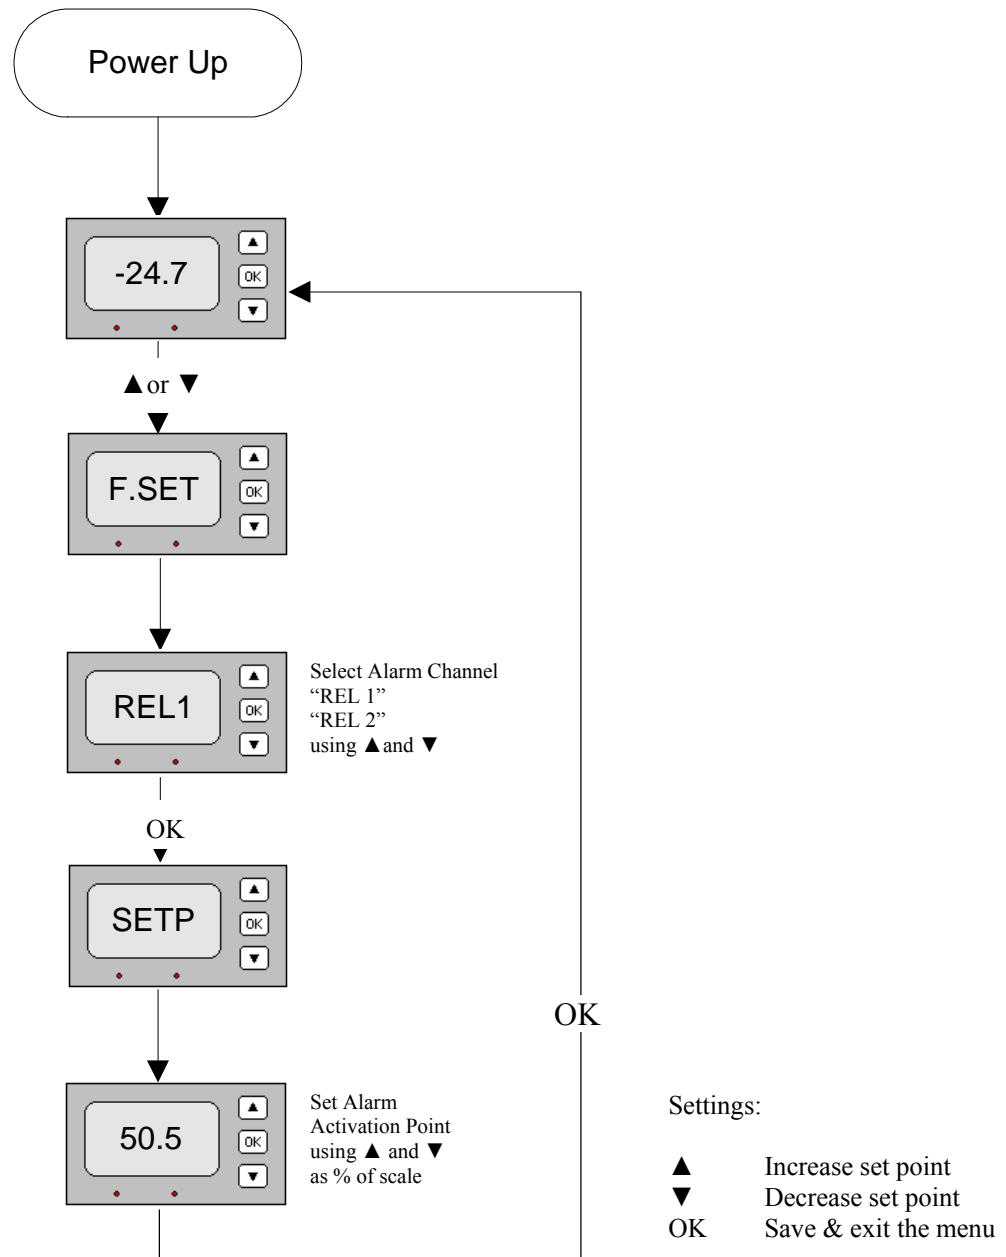 Power Up
▲
-24.7
OK
▼
▲ or ▼
▲
F.SET
OK
▼
▲
REL1
OK
▼
Select Alarm Channel
“REL 1”
“REL 2”
using ▲ and ▼
OK
▲
SETP
OK
▼
OK
▲
50.5
OK
▼
Set Alarm
Activation Point
using ▲ and ▼
as % of scale
Settings:
▲ Increase set point
▼ Decrease set point
OK Save & exit the menu